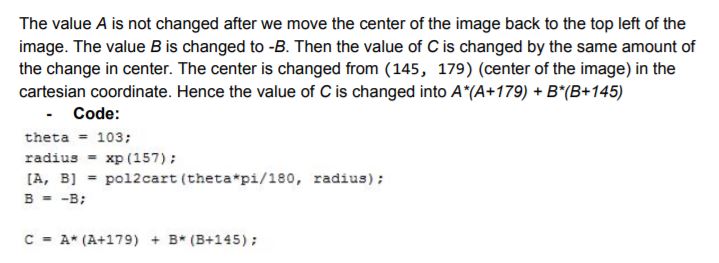 The value A is not changed after we move the center of the image back to the top left of the
image. The value B is changed to -B. Then the value of C is changed by the same amount of
the change in center. The center is changed from (145, 179) (center of the image) in the
cartesian coordinate. Hence the value of C is changed into A*(A+179) + B*(B+145)
- Code:
theta = 103;
radius = xp(157);
[A, B] = pol2cart(theta*pi/180, radius);
B = -B;
C = A*(A+179) + B*(B+145);